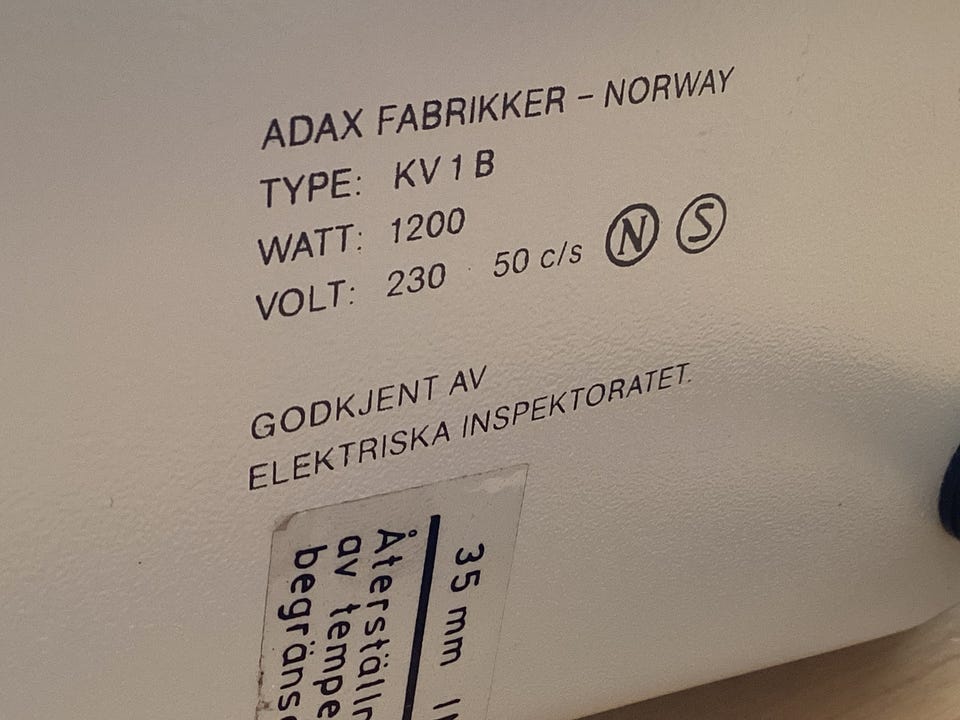 ADAX FABRIKKER – NORWAY
TYPE: KV 1 B
WATT: 1200
VOLT: 230 50 c/s N S
GODKJENT AV
ELEKTRISKA INSPEKTORATET.
35 mm
av